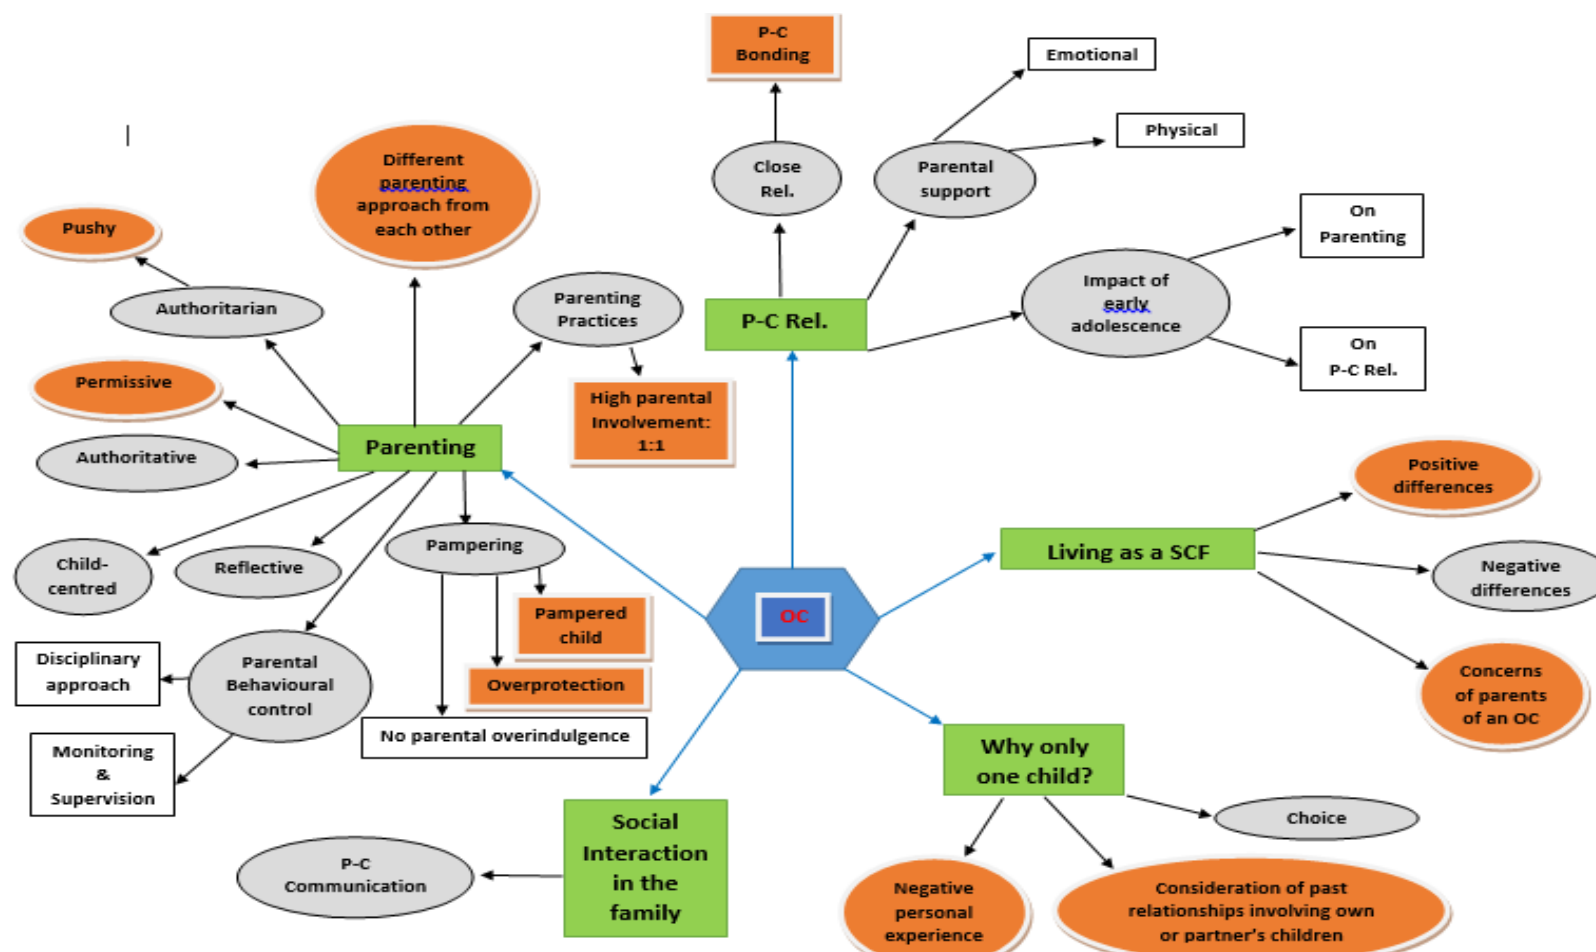 P-C
Bonding
Emotional
Physical
Close
Rel.
Parental
support
Different
parenting
approach from
each other
Pushy
Authoritarian
Parenting
Practices
On
Parenting
Impact of
early
adolescence
P-C Rel.
On
P-C Rel.
Permissive
High parental
Involvement:
1:1
Parenting
Authoritative
Positive
differences
Living as a SCF
Negative
differences
Child-
centred
Reflective
Pampering
Pampered
child
OC
Disciplinary
approach
Parental
Behavioural
control
Overprotection
No parental overindulgence
Concerns
of parents
of an OC
Monitoring
&
Supervision
Why only
one child?
Choice
Social
Interaction
in the
family
P-C
Communication
Negative
personal
experience
Consideration of past
relationships involving own
or partner's children